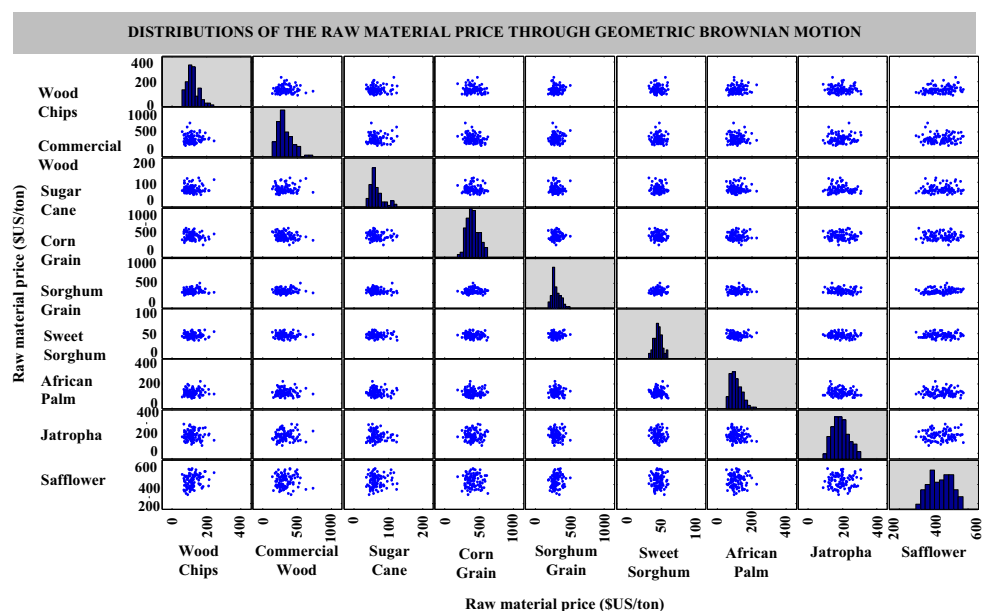 DISTRIBUTIONS OF THE RAW MATERIAL PRICE THROUGH GEOMETRIC BROWNIAN MOTION
Raw material price ($US/ton)
Wood
Chips
400
200
0
Commercial
Wood
1000
500
0
Sugar
Cane
200
100
0
Corn
Grain
1000
500
0
Sorghum
Grain
1000
500
0
Sweet
Sorghum
100
50
0
African
Palm
400
200
0
Jatropha
400
200
0
Safflower
600
400
200
0 200 400
0 500 1000
0 100 200
0 500 1000
0 500 1000
0 50 100
0 200 400
0 200 400
200 400 600
Wood
Chips
Commercial
Wood
Sugar
Cane
Corn
Grain
Sorghum
Grain
Sweet
Sorghum
African
Palm
Jatropha
Safflower
Raw material price ($US/ton)